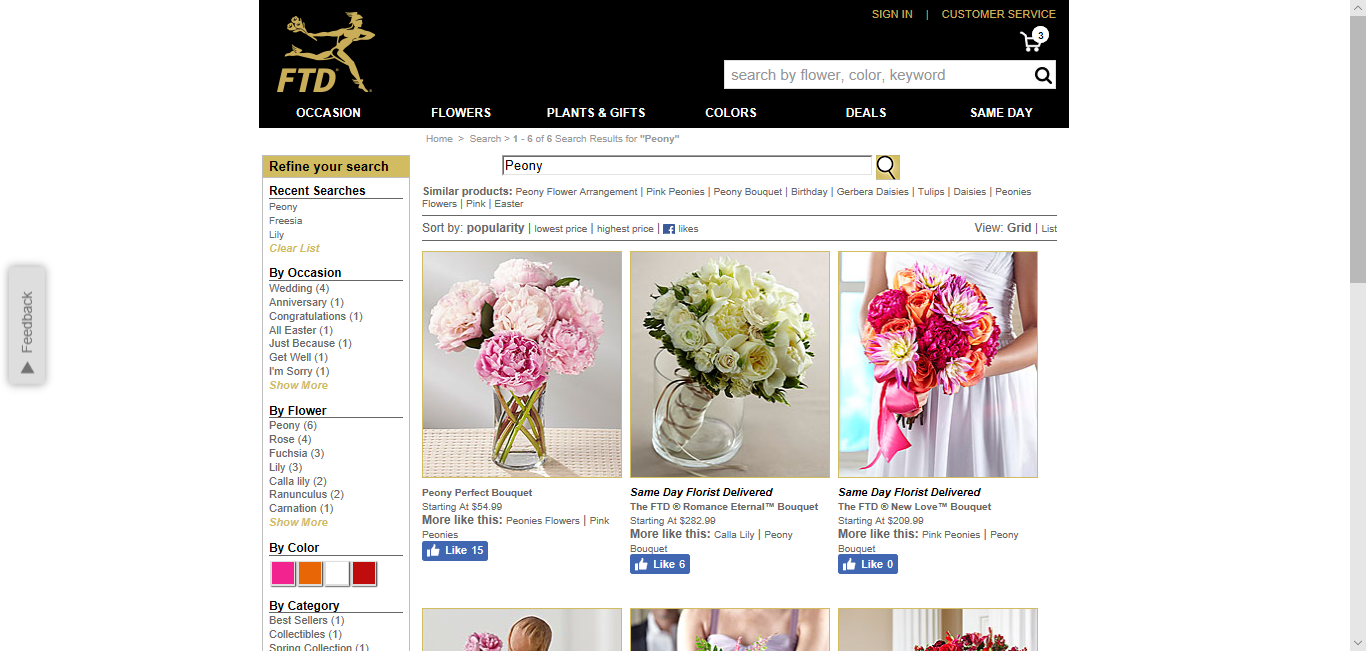 SIGN IN | CUSTOMER SERVICE
3
FTD
search by flower, color, keyword
OCCASION FLOWERS PLANTS & GIFTS COLORS DEALS SAME DAY
Home > Search > 1 - 6 of 6 Search Results for "Peony"
Refine your search
Recent Searches
Peony
Freesia
Lily
Clear List
By Occasion
Wedding (4)
Anniversary (1)
Congratulations (1)
All Easter (1)
Just Because (1)
Get Well (1)
I'm Sorry (1)
Show More
By Flower
Peony (6)
Rose (4)
Fuchsia (3)
Lily (3)
Calla lily (2)
Ranunculus (2)
Carnation (1)
Show More
By Color
By Category
Best Sellers (1)
Collectibles (1)
Spring Collection (1)
Feedback
Peony
Similar products: Peony Flower Arrangement | Pink Peonies | Peony Bouquet | Birthday | Gerbera Daisies | Tulips | Daisies | Peonies
Flowers | Pink | Easter
Sort by: popularity | lowest price | highest price | f likes
View: Grid | List
Peony Perfect Bouquet
Starting At $54.99
More like this: Peonies Flowers | Pink
Peonies
Like 15
Same Day Florist Delivered
The FTD ® Romance Eternal™ Bouquet
Starting At $282.99
More like this: Calla Lily | Peony
Bouquet
Like 6
Same Day Florist Delivered
The FTD ® New Love™ Bouquet
Starting At $209.99
More like this: Pink Peonies | Peony
Bouquet
Like 0